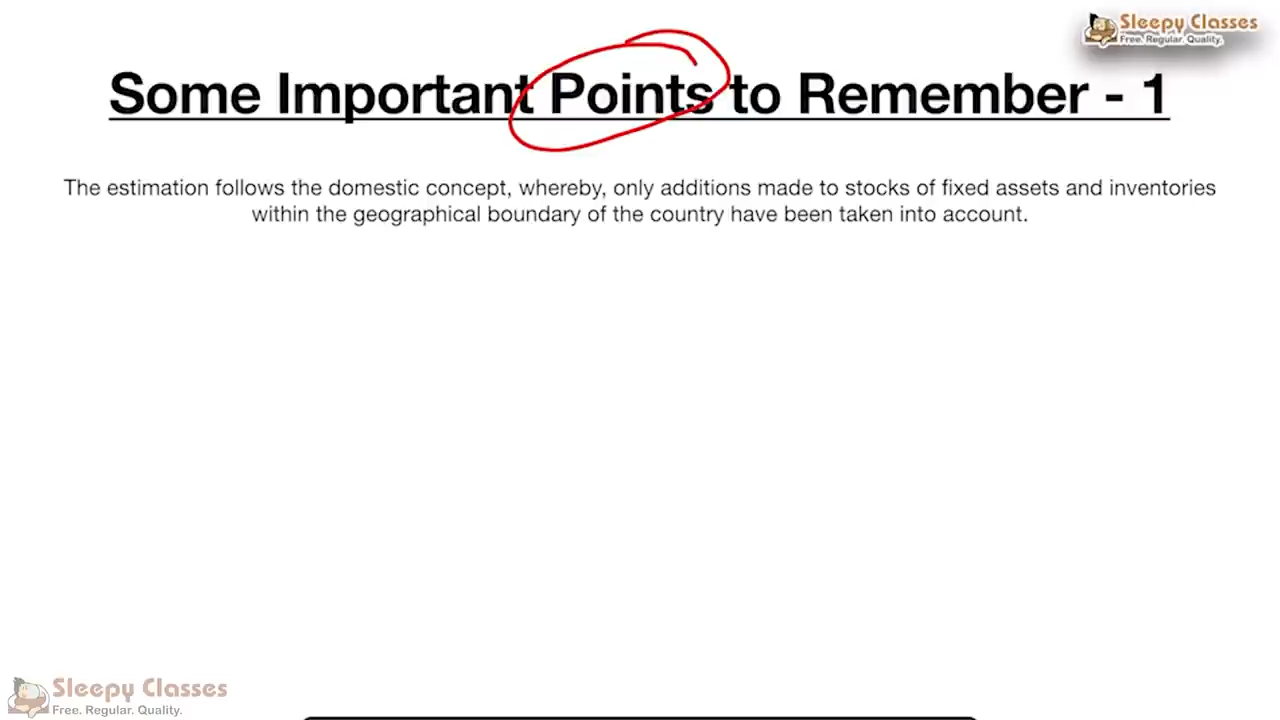 Sleepy Classes
Free. Regular. Quality.
Some Important Points to Remember - 1
The estimation follows the domestic concept, whereby, only additions made to stocks of fixed assets and inventories
within the geographical boundary of the country have been taken into account.
Sleepy Classes
Free. Regular. Quality.